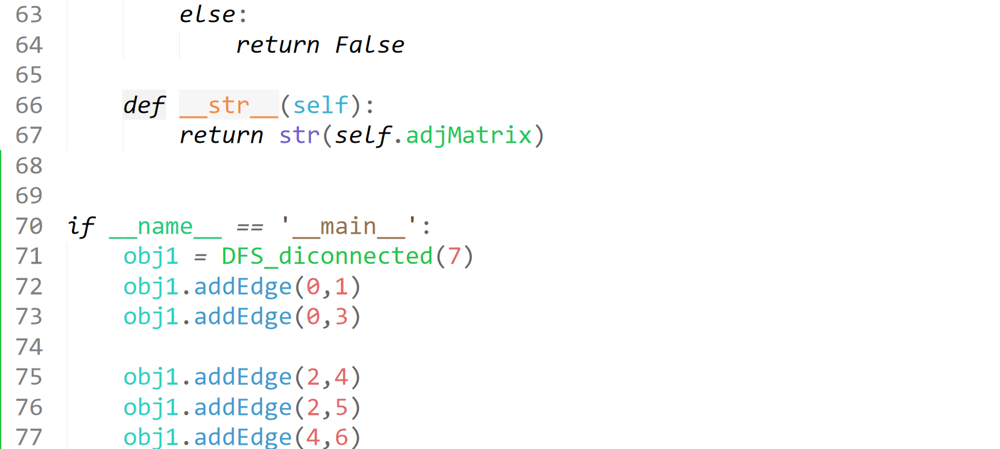 63 else:
64 return False
65
66 def __str__(self):
67 return str(self.adjMatrix)
68
69
70 if __name__ == '__main__':
71 obj1 = DFS_diconnected(7)
72 obj1.addEdge(0,1)
73 obj1.addEdge(0,3)
74
75 obj1.addEdge(2,4)
76 obj1.addEdge(2,5)
77 obj1.addEdge(4,6)